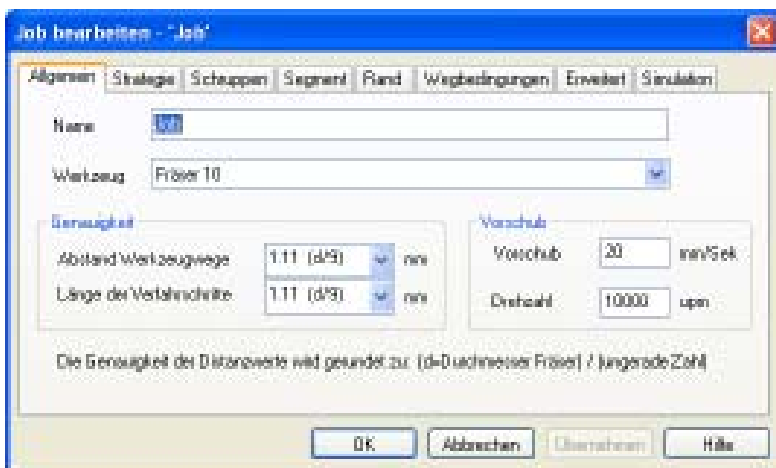 Job bearbeiten - "Job"
Allgemein Strategie Schruppen Segment Rand Wegbedingungen Erweitert Simulation
Name Job
Werkzeug Fräser 10
Genauigkeit Vorschub
Abstand Werkzeugwege 1.11 (d/9) mm Vorschub 20 mm/Sek
Länge der Verfahrschritte 1.11 (d/9) mm Drehzahl 10000 upm
Die Genauigkeit der Distanzwerte wird gerundet zu: (d=Durchmesser Fräser) / (ungerade Zahl)
OK Abbrechen Übernehmen Hilfe